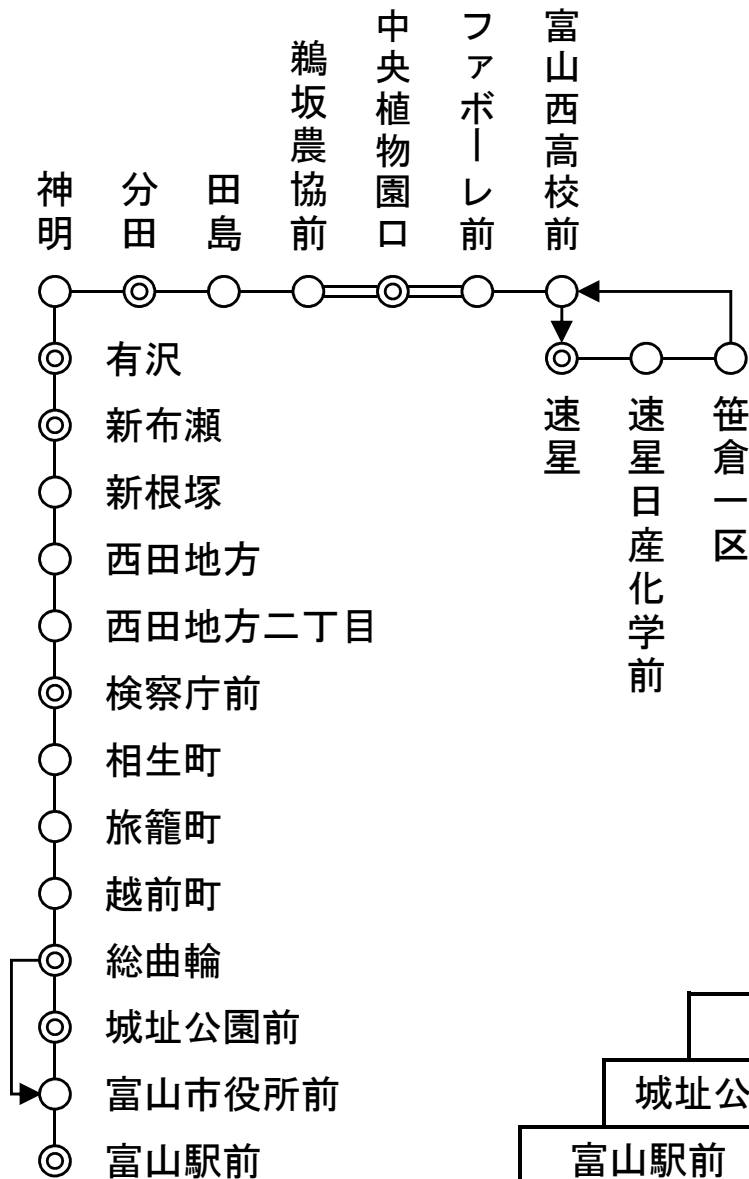 神明
分田
田島
鵜坂農協前
中央植物園口
ファボーレ前
富山西高校前
有沢
新布瀬
新根塚
西田地方
西田地方二丁目
検察庁前
相生町
旅籠町
越前町
総曲輪
城址公園前
富山市役所前
富山駅前
速星
速星日産化学前
笹倉一区
城址公
富山駅前